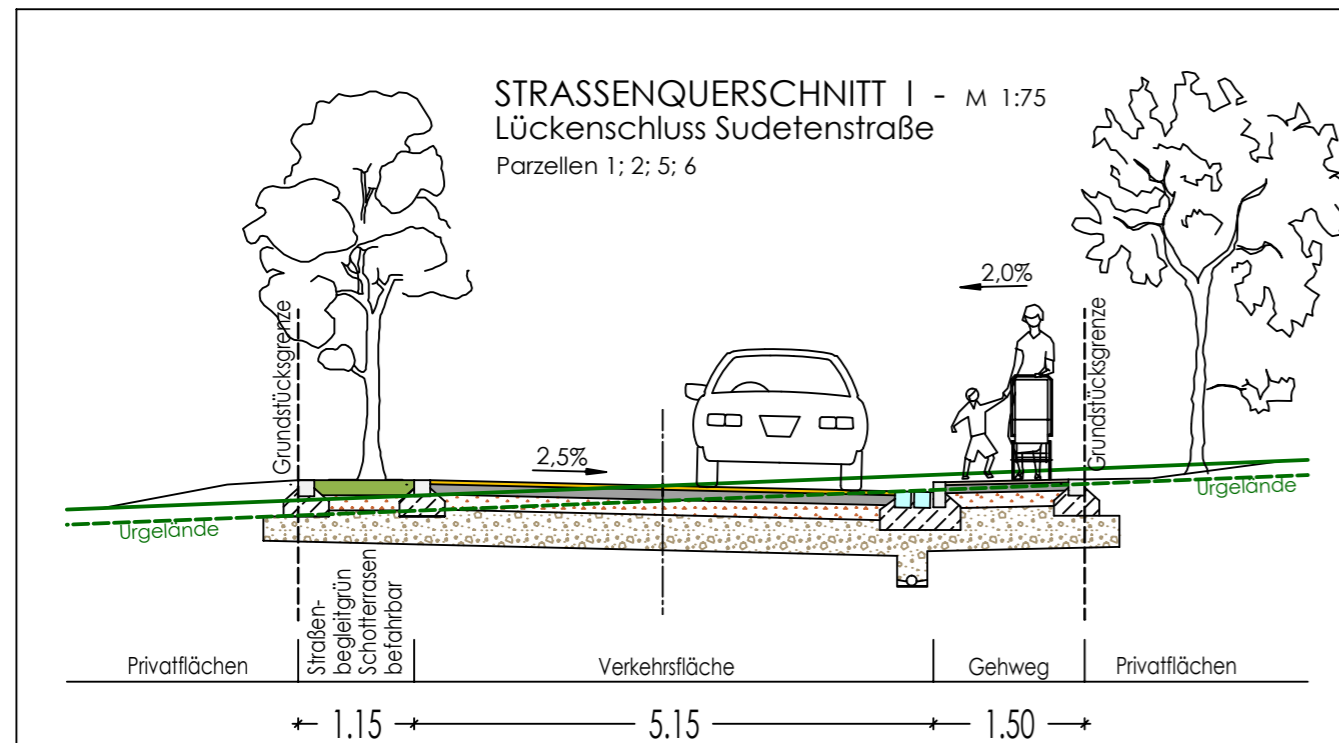 STRASSENQUERSCHNITT I - M 1:75
Lückenschluss Sudetenstraße
Parzellen 1; 2; 5; 6
2,0%
Grundstücksgrenze
Grundstücksgrenze
2,5%
Urgelände
Urgelände
Privatflächen
Straßen-
begleitgrün
Schotterrasen
befahrbar
Verkehrsfläche
Gehweg
Privatflächen
1.15
5.15
1.50